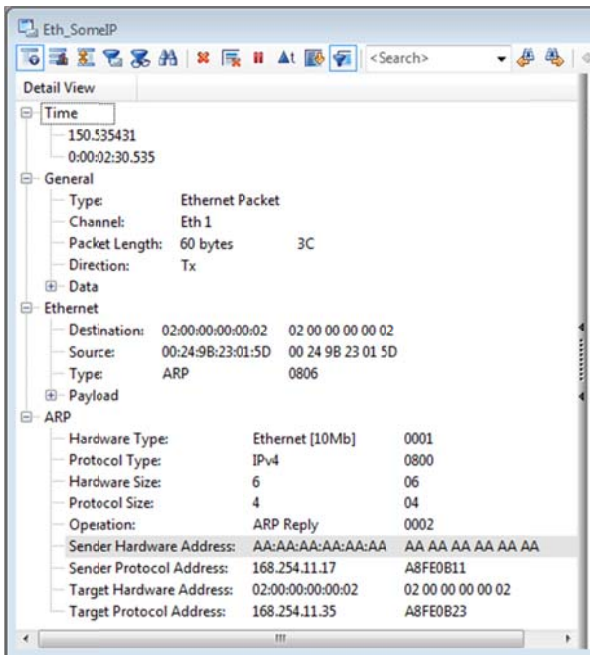 Eth_SomeIP
<Search>
Detail View
Time
150.535431
0:00:02:30.535
General
Type: Ethernet Packet
Channel: Eth 1
Packet Length: 60 bytes 3C
Direction: Tx
Data
Ethernet
Destination: 02:00:00:00:00:02 02 00 00 00 00 02
Source: 00:24:9B:23:01:5D 00 24 9B 23 01 5D
Type: ARP 0806
Payload
ARP
Hardware Type: Ethernet [10Mb] 0001
Protocol Type: IPv4 0800
Hardware Size: 6 06
Protocol Size: 4 04
Operation: ARP Reply 0002
Sender Hardware Address: AA:AA:AA:AA:AA:AA AA AA AA AA AA AA
Sender Protocol Address: 168.254.11.17 A8FE0B11
Target Hardware Address: 02:00:00:00:00:02 02 00 00 00 00 02
Target Protocol Address: 168.254.11.35 A8FE0B23